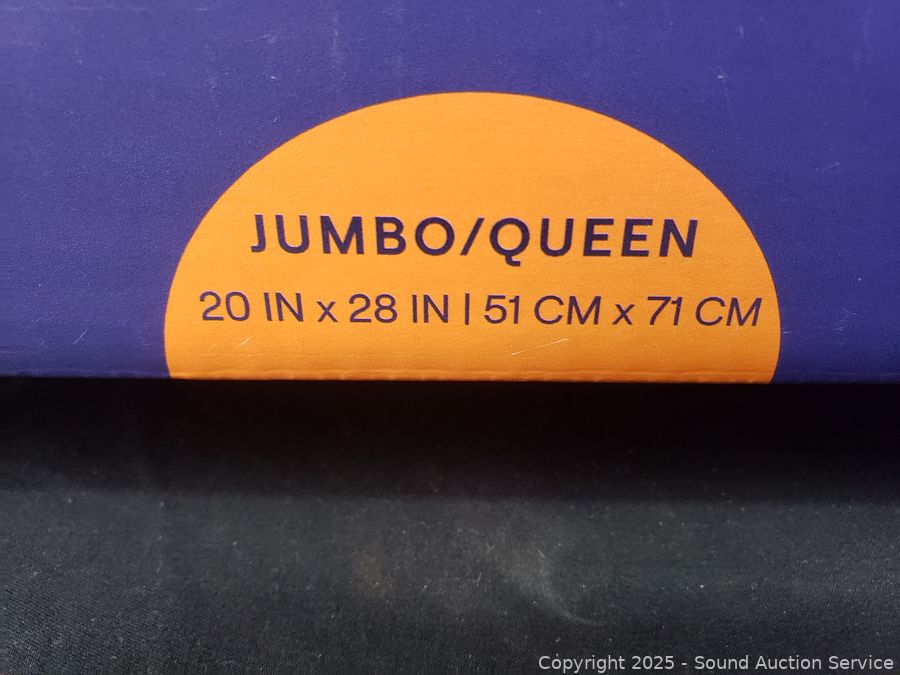 JUMBO/QUEEN
20 IN x 28 IN | 51 CM x 71 CM
Copyright 2025 - Sound Auction Service